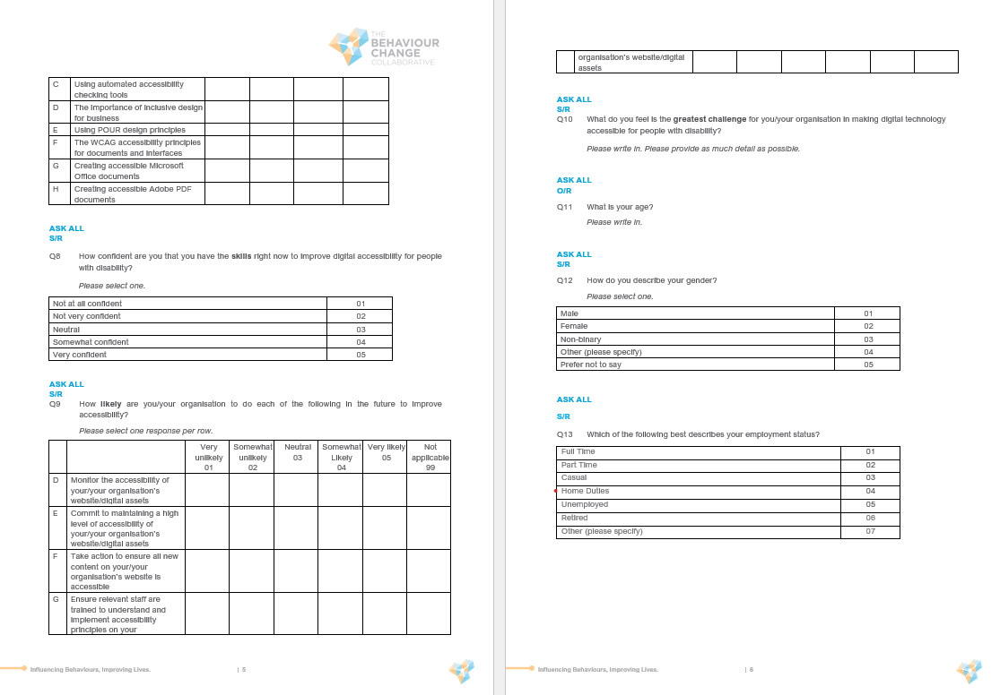 THE
BEHAVIOUR
CHANGE
COLLABORATIVE
C Using automated accessibility
checking tools
D The importance of inclusive design
for business
E Using POUR design principles
F The WCAG accessibility principles
for documents and interfaces
G Creating accessible Microsoft
Office documents
H Creating accessible Adobe PDF
documents
ASK ALL
S/R
Q8 How confident are you that you have the skills right now to improve digital accessibility for people
with disability?
Please select one.
Not at all confident 01
Not very confident 02
Neutral 03
Somewhat confident 04
Very confident 05
ASK ALL
S/R
Q9 How likely are you/your organisation to do each of the following in the future to improve
accessibility?
Please select one response per row.
Very Somewhat Neutral Somewhat Very likely Not
unlikely unlikely 03 Likely 05 applicable
01 02 04 99
D Monitor the accessibility of
your/your organisation's
website/digital assets
E Commit to maintaining a high
level of accessibility of
your/your organisation's
website/digital assets
F Take action to ensure all new
content on your/your
organisation's website is
accessible
G Ensure relevant staff are
trained to understand and
implement accessibility
principles on your
Influencing Behaviours, Improving Lives. | 5
organisation's website/digital
assets
ASK ALL
S/R
Q10 What do you feel is the greatest challenge for you/your organisation in making digital technology
accessible for people with disability?
Please write in. Please provide as much detail as possible.
ASK ALL
O/R
Q11 What is your age?
Please write in.
ASK ALL
S/R
Q12 How do you describe your gender?
Please select one.
Male 01
Female 02
Non-binary 03
Other (please specify) 04
Prefer not to say 05
ASK ALL
S/R
Q13 Which of the following best describes your employment status?
Full Time 01
Part Time 02
Casual 03
Home Duties 04
Unemployed 05
Retired 06
Other (please specify) 07
Influencing Behaviours, Improving Lives. | 6